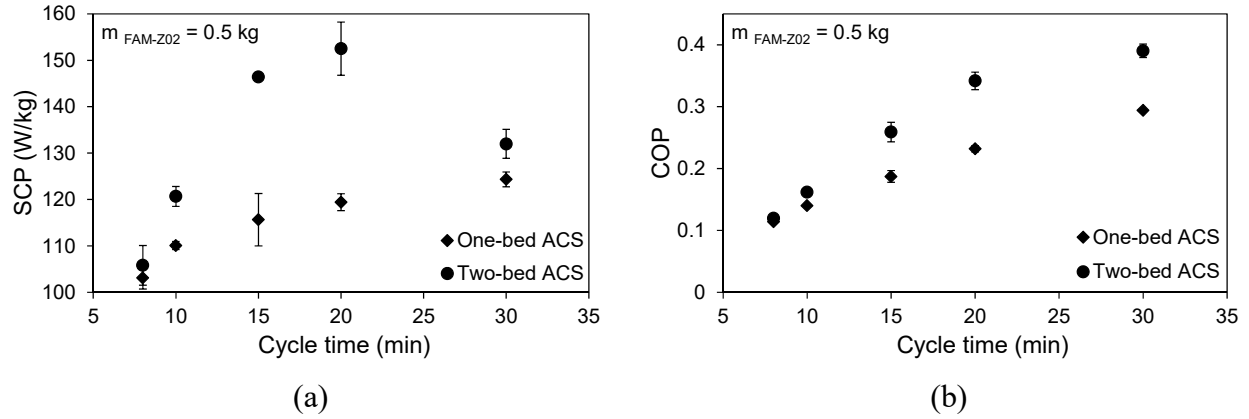 m FAM-Z02 = 0.5 kg
SCP (W/kg)
160
150
140
130
120
110
100
5 10 15 20 25 30 35
Cycle time (min)
One-bed ACS
Two-bed ACS
(a)
m FAM-Z02 = 0.5 kg
COP
0.4
0.3
0.2
0.1
0
5 10 15 20 25 30 35
Cycle time (min)
One-bed ACS
Two-bed ACS
(b)